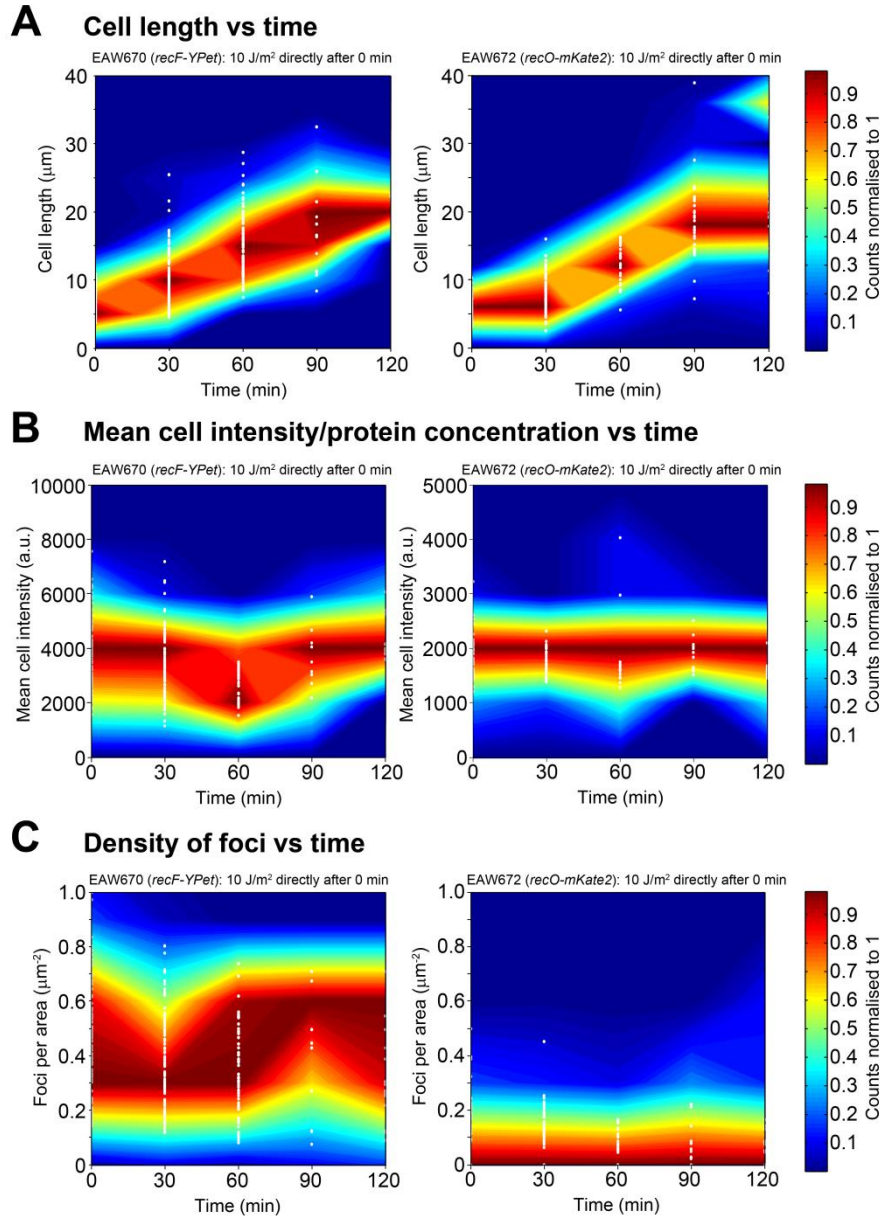 A Cell length vs time
EAW670 (recF-YPet): 10 J/m² directly after 0 min
EAW672 (recO-mKate2): 10 J/m² directly after 0 min
Cell length (μm)
40
30
20
10
0
0 30 60 90 120
Time (min)
Cell length (μm)
40
30
20
10
0
0 30 60 90 120
Time (min)
0.9
0.8
0.7
0.6
0.5
0.4
0.3
0.2
0.1
Counts normalised to 1
B Mean cell intensity/protein concentration vs time
EAW670 (recF-YPet): 10 J/m² directly after 0 min
EAW672 (recO-mKate2): 10 J/m² directly after 0 min
Mean cell intensity (a.u.)
10000
8000
6000
4000
2000
0
0 30 60 90 120
Time (min)
Mean cell intensity (a.u.)
5000
4000
3000
2000
1000
0
0 30 60 90 120
Time (min)
0.9
0.8
0.7
0.6
0.5
0.4
0.3
0.2
0.1
Counts normalised to 1
C Density of foci vs time
EAW670 (recF-YPet): 10 J/m² directly after 0 min
EAW672 (recO-mKate2): 10 J/m² directly after 0 min
Foci per area (μm⁻²)
1.0
0.8
0.6
0.4
0.2
0
0 30 60 90 120
Time (min)
Foci per area (μm⁻²)
1.0
0.8
0.6
0.4
0.2
0
0 30 60 90 120
Time (min)
0.9
0.8
0.7
0.6
0.5
0.4
0.3
0.2
0.1
Counts normalised to 1